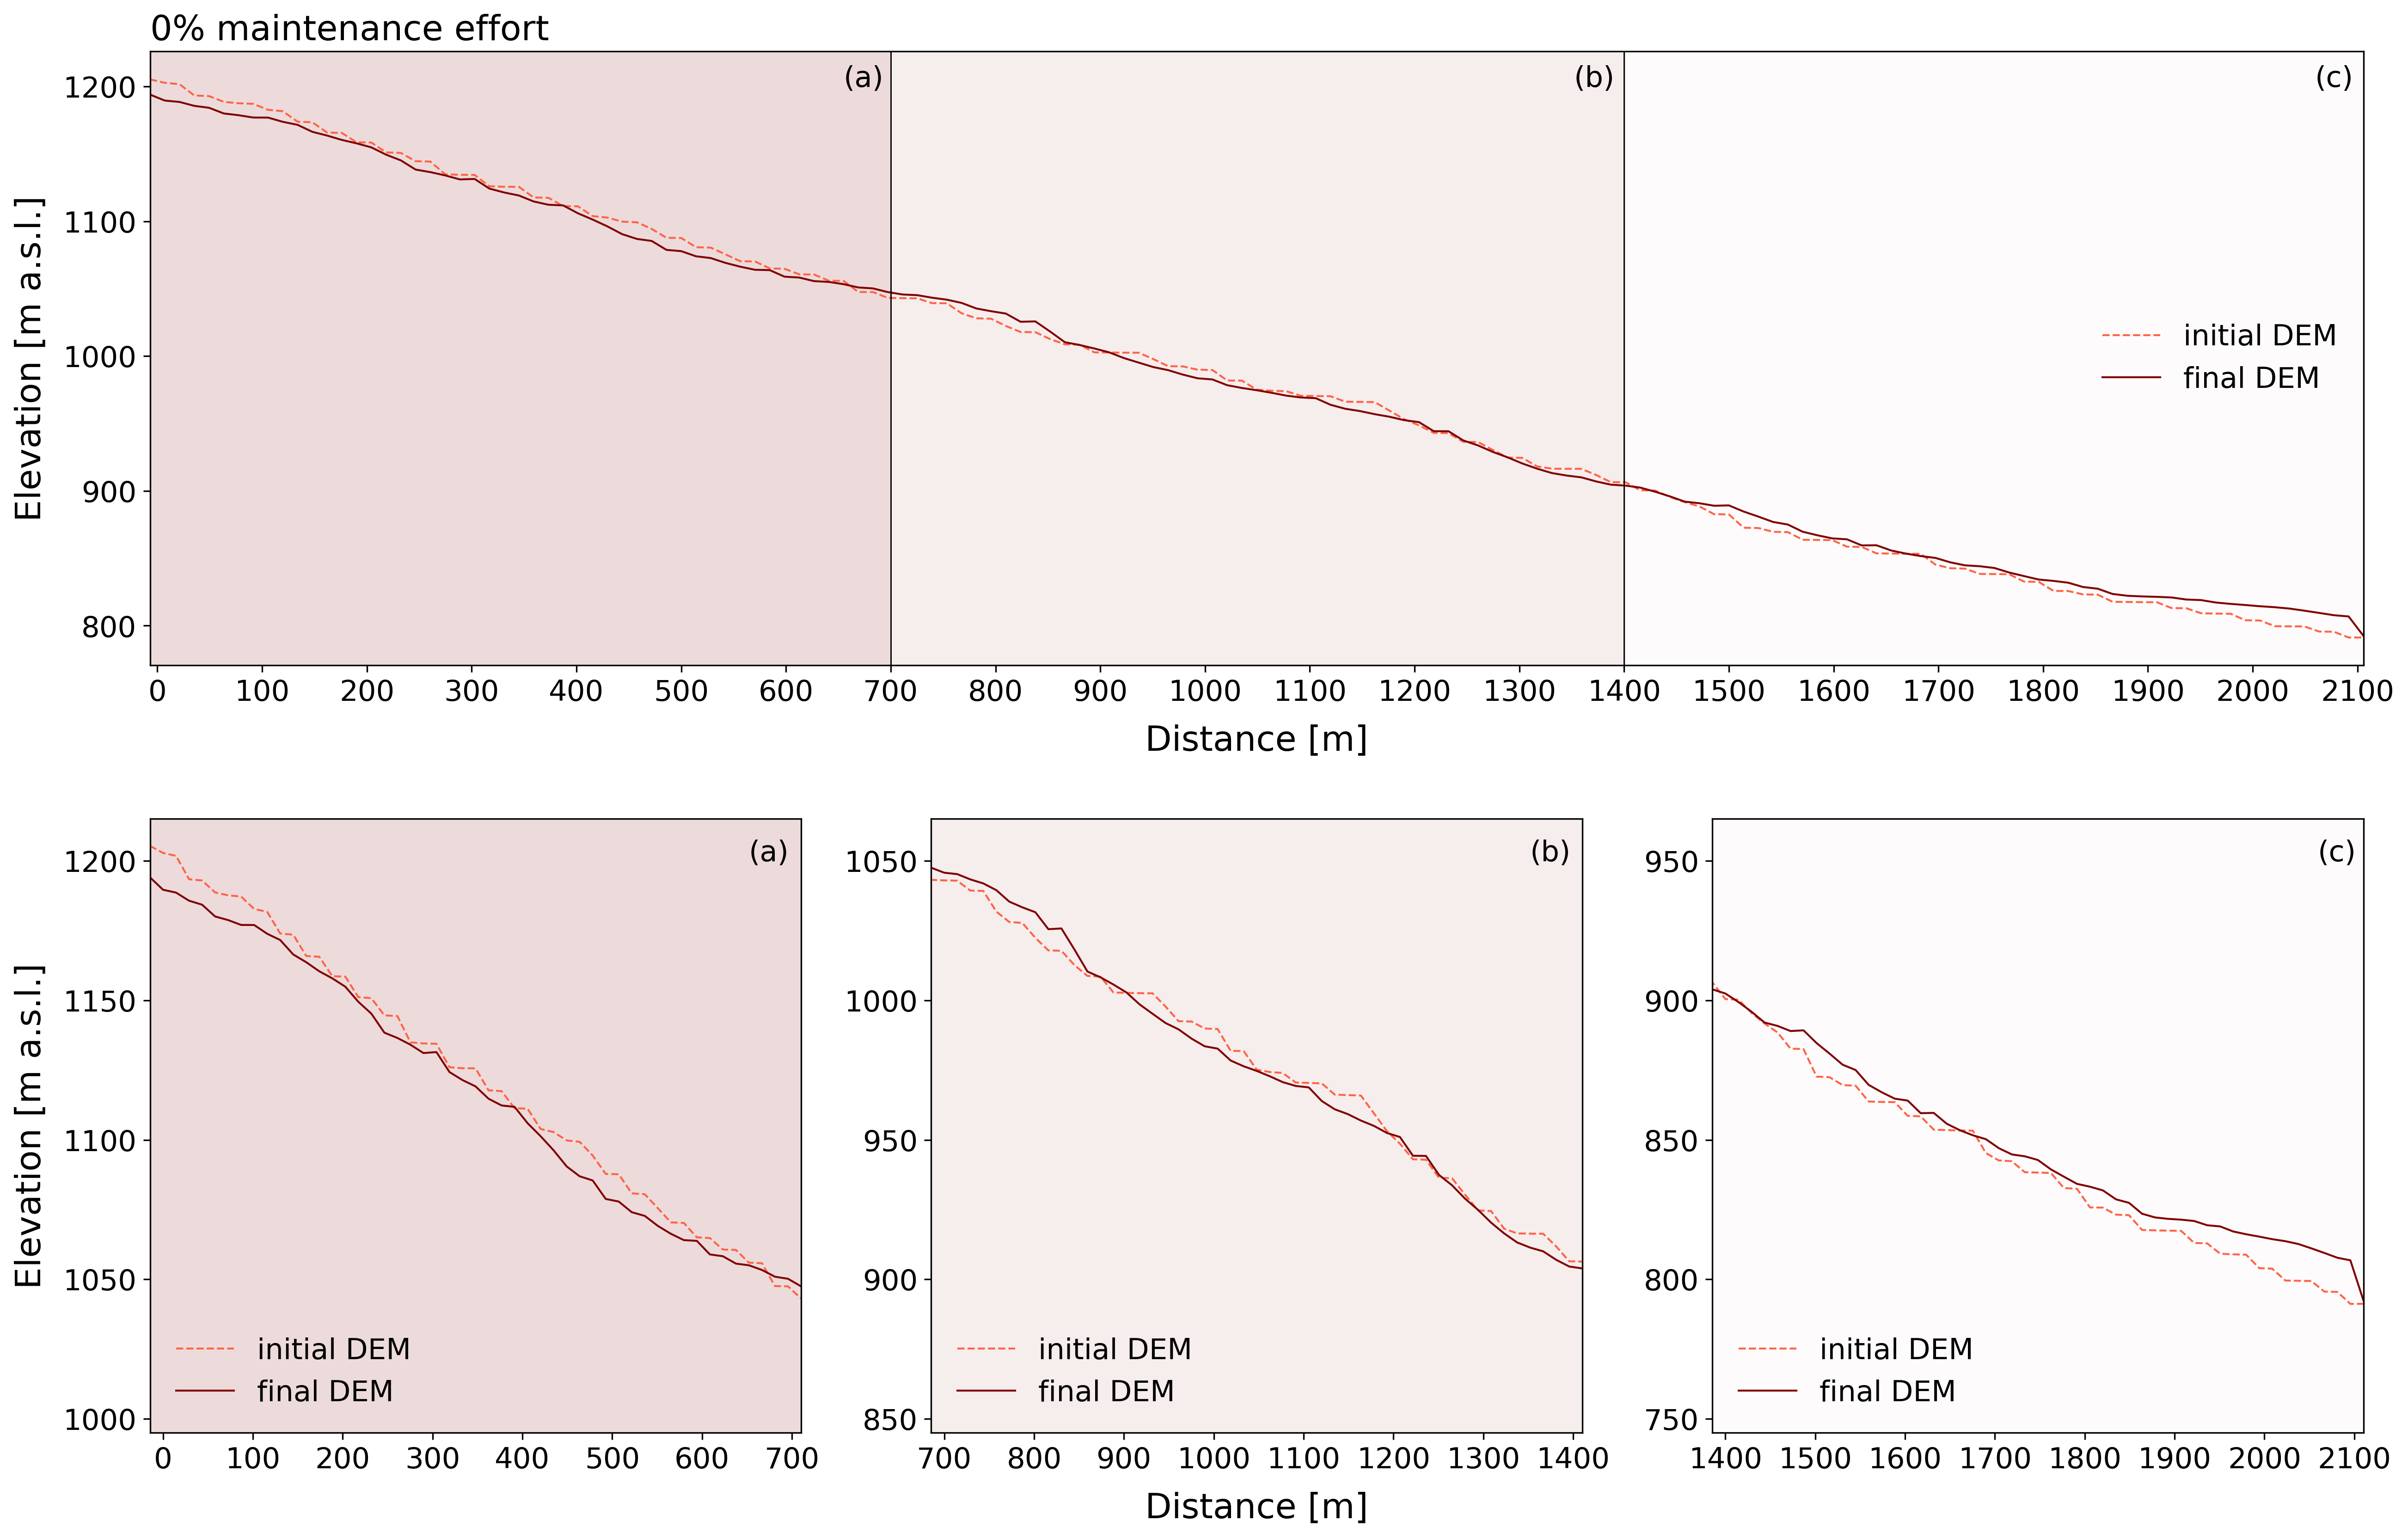 0% maintenance effort
(a)
(b)
(c)
Elevation [m a.s.l.]
1200
1100
1000
900
800
initial DEM
final DEM
0 100 200 300 400 500 600 700 800 900 1000 1100 1200 1300 1400 1500 1600 1700 1800 1900 2000 2100
Distance [m]
Elevation [m a.s.l.]
(a)
1200
1150
1100
1050
1000
initial DEM
final DEM
0 100 200 300 400 500 600 700
(b)
1050
1000
950
900
850
initial DEM
final DEM
700 800 900 1000 1100 1200 1300 1400
(c)
950
900
850
800
750
initial DEM
final DEM
1400 1500 1600 1700 1800 1900 2000 2100
Distance [m]